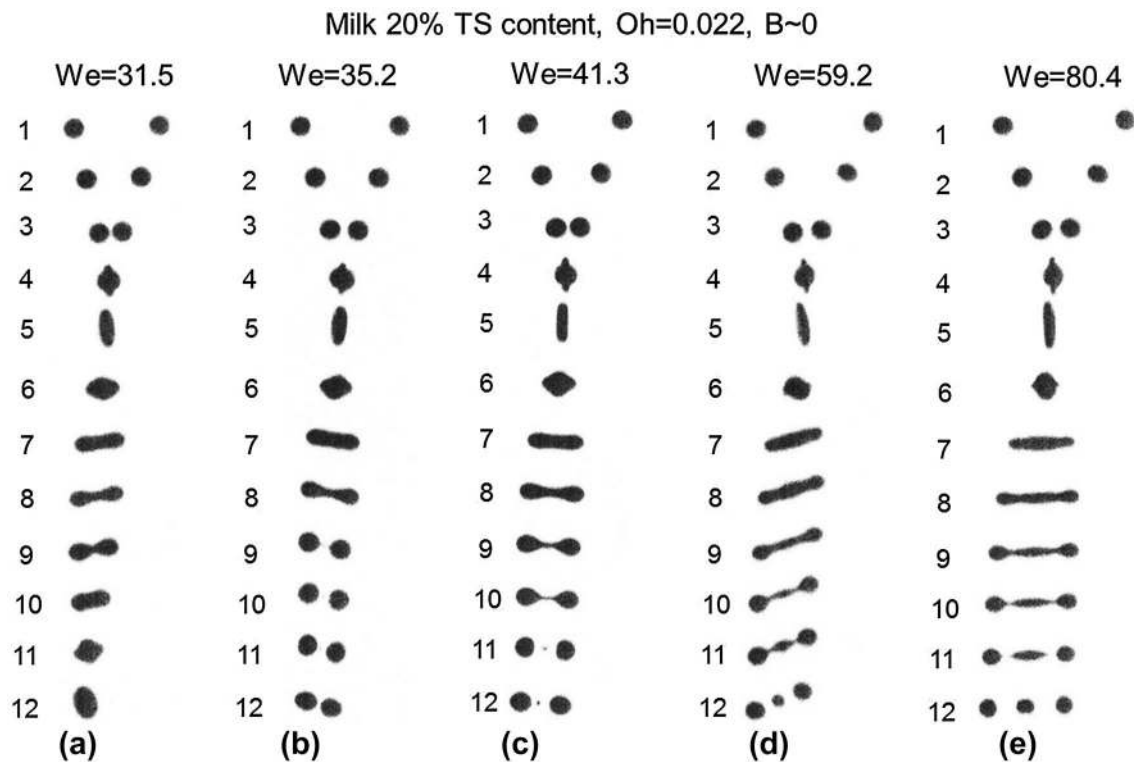 Milk 20% TS content, Oh=0.022, B~0
We=31.5 We=35.2 We=41.3 We=59.2 We=80.4
1 1 1 1 1
2 2 2 2 2
3 3 3 3 3
4 4 4 4 4
5 5 5 5 5
6 6 6 6 6
7 7 7 7 7
8 8 8 8 8
9 9 9 9 9
10 10 10 10 10
11 11 11 11 11
12 12 12 12 12
(a) (b) (c) (d) (e)